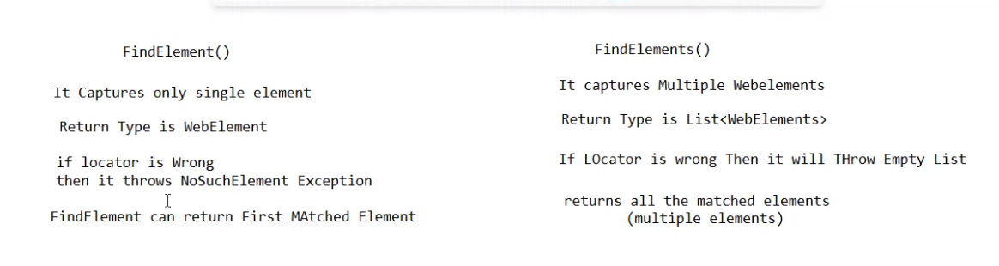 FindElement()
It Captures only single element
Return Type is WebElement
if locator is Wrong
then it throws NoSuchElement Exception
FindElement can return First MAtched Element
FindElements()
It captures Multiple Webelements
Return Type is List<WebElements>
If LOcator is wrong Then it will THrow Empty List
returns all the matched elements
(multiple elements)